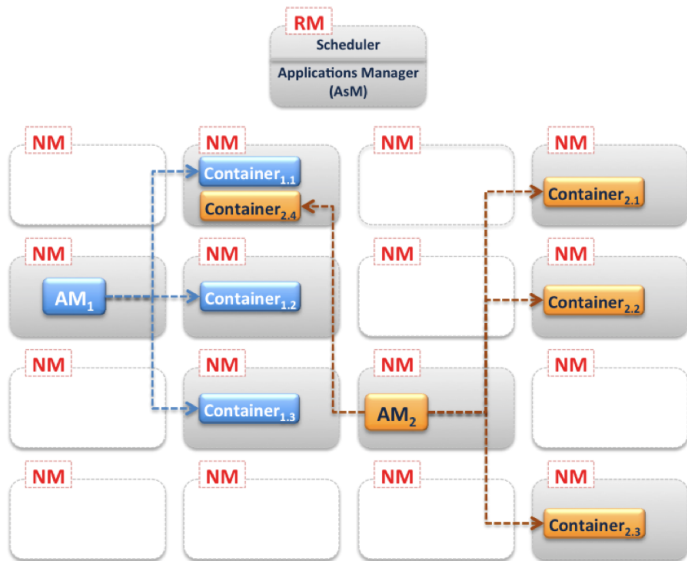 RM
Scheduler
Applications Manager
(AsM)
NM
NM
NM
NM
Container1.1
Container2.4
Container2.1
NM
NM
NM
NM
AM1
Container1.2
Container2.2
NM
NM
NM
NM
Container1.3
AM2
NM
NM
NM
NM
Container2.3